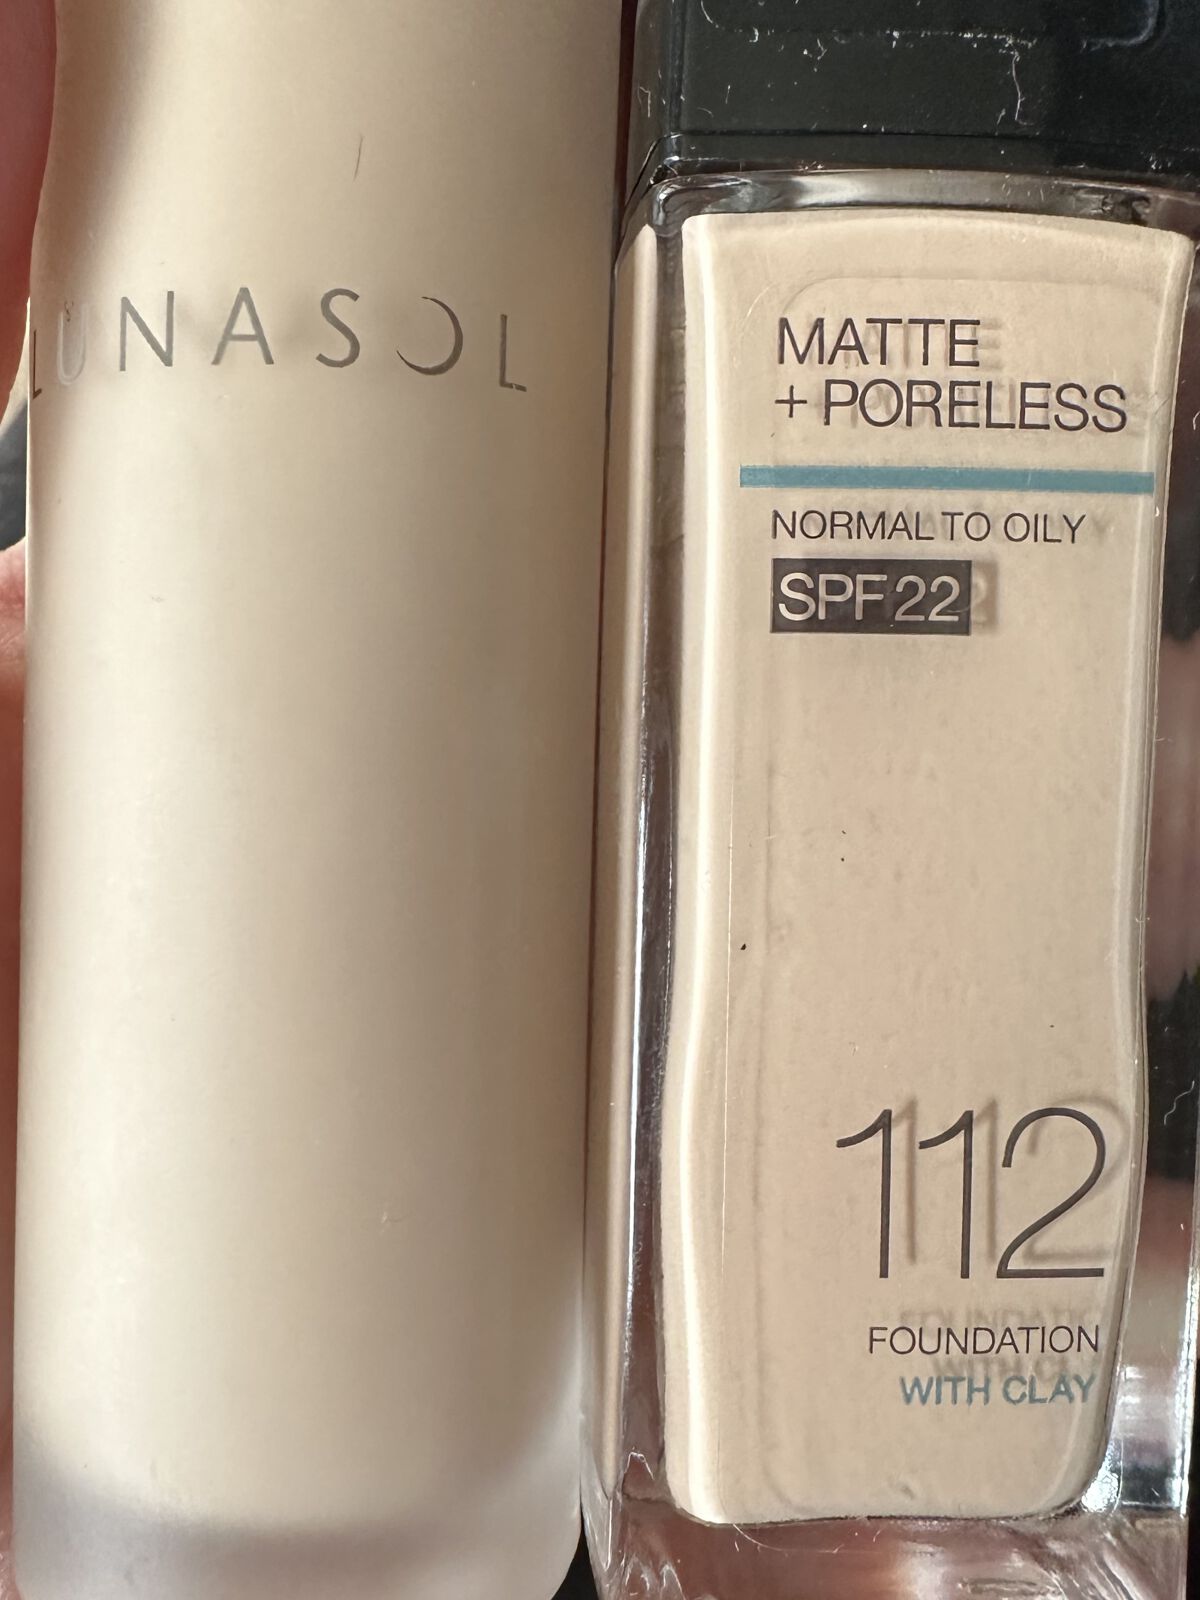 LUNASOL
MATTE
+ PORELESS
NORMAL TO OILY
SPF 22
112
FOUNDATION
WITH CLAY